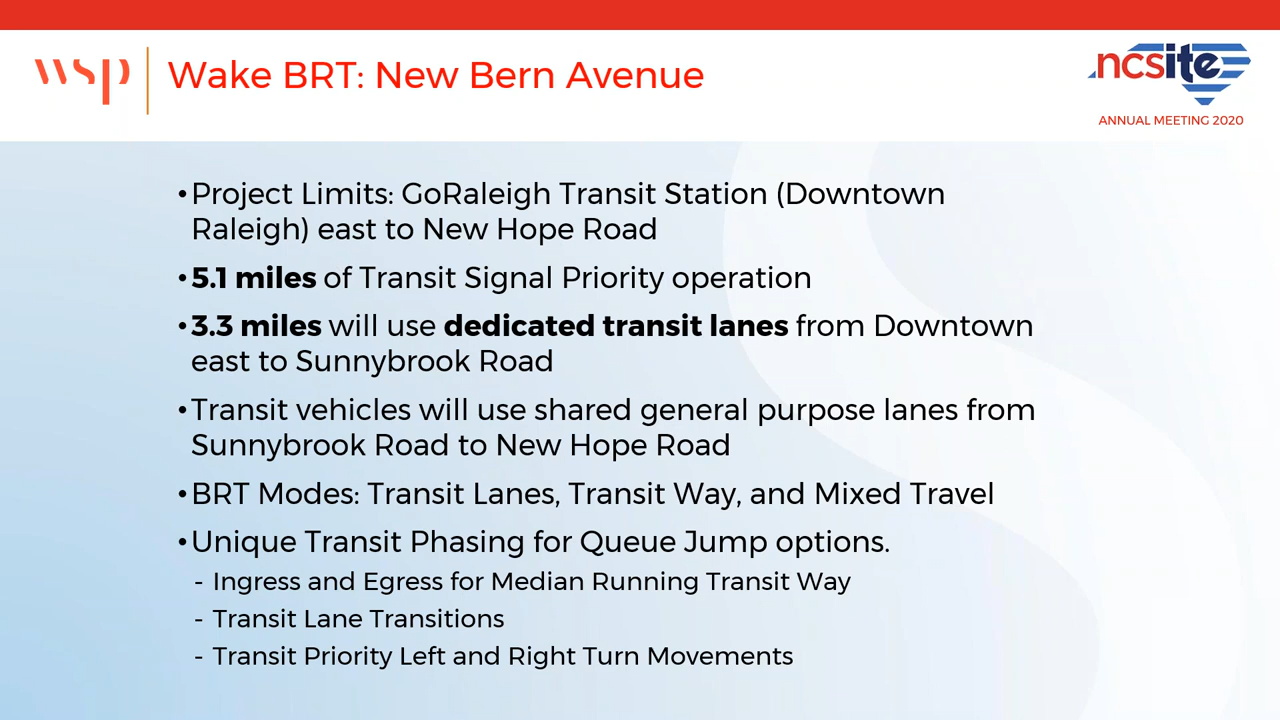 wsp
Wake BRT: New Bern Avenue
ncsite
ANNUAL MEETING 2020
•Project Limits: GoRaleigh Transit Station (Downtown
Raleigh) east to New Hope Road
•5.1 miles of Transit Signal Priority operation
•3.3 miles will use dedicated transit lanes from Downtown
east to Sunnybrook Road
•Transit vehicles will use shared general purpose lanes from
Sunnybrook Road to New Hope Road
•BRT Modes: Transit Lanes, Transit Way, and Mixed Travel
•Unique Transit Phasing for Queue Jump options.
- Ingress and Egress for Median Running Transit Way
- Transit Lane Transitions
- Transit Priority Left and Right Turn Movements